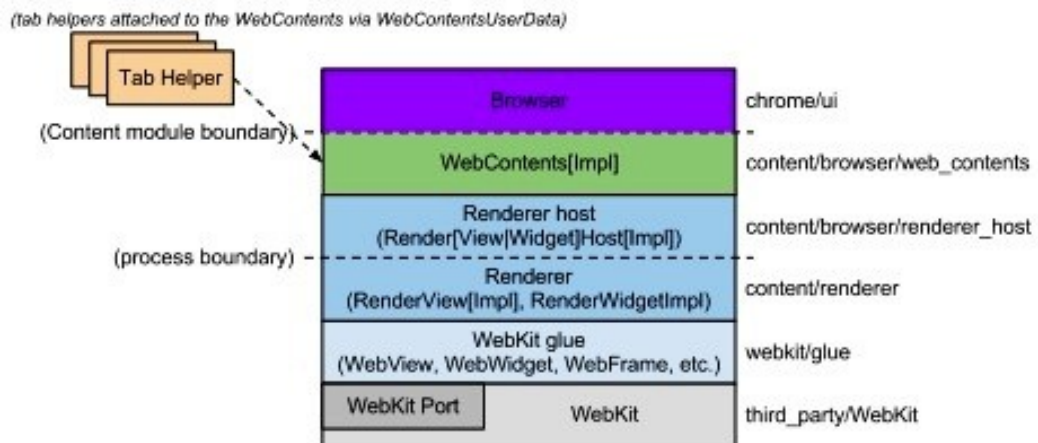 (tab helpers attached to the WebContents via WebContentsUserData)
Tab Helper
Browser
chrome/ui
(Content module boundary)
WebContents[Impl]
content/browser/web_contents
Renderer host
(Render[View|Widget]Host[Impl])
content/browser/renderer_host
(process boundary)
Renderer
(RenderView[Impl], RenderWidgetImpl)
content/renderer
WebKit glue
(WebView, WebWidget, WebFrame, etc.)
webkit/glue
WebKit Port
WebKit
third_party/WebKit